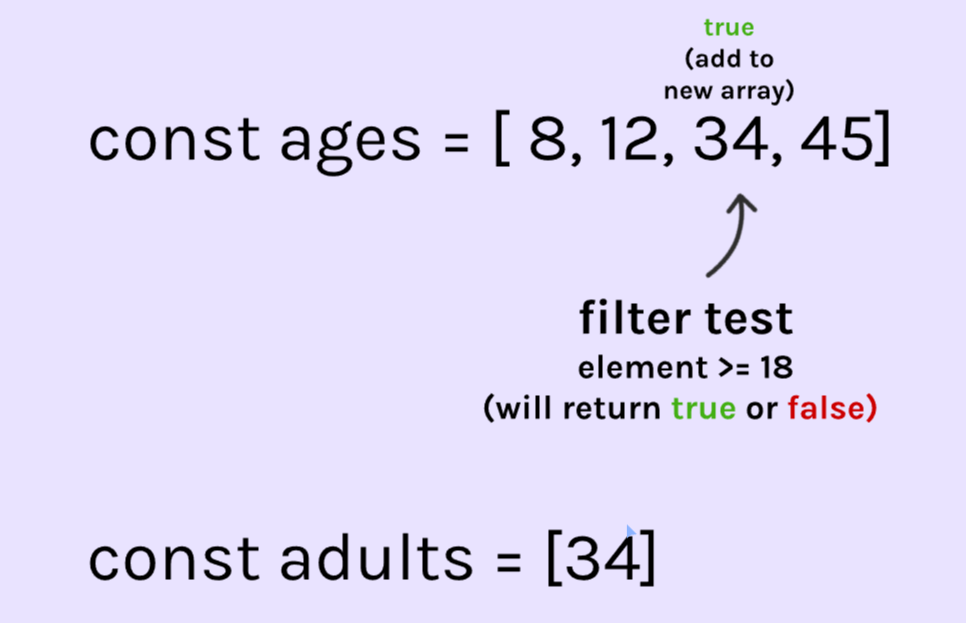 true
(add to
new array)
const ages = [ 8, 12, 34, 45]
filter test
element >= 18
(will return true or false)
const adults = [34]